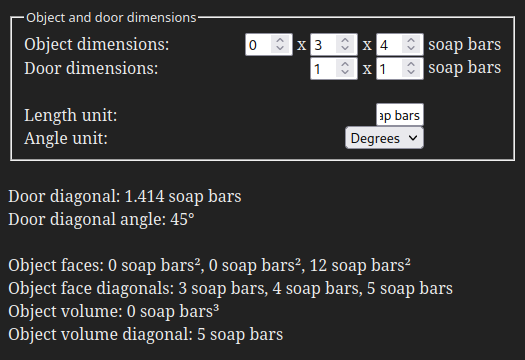 Object and door dimensions
Object dimensions: 0 x 3 x 4 soap bars
Door dimensions: 1 x 1 soap bars
Length unit: ap bars
Angle unit: Degrees
Door diagonal: 1.414 soap bars
Door diagonal angle: 45°
Object faces: 0 soap bars², 0 soap bars², 12 soap bars²
Object face diagonals: 3 soap bars, 4 soap bars, 5 soap bars
Object volume: 0 soap bars³
Object volume diagonal: 5 soap bars